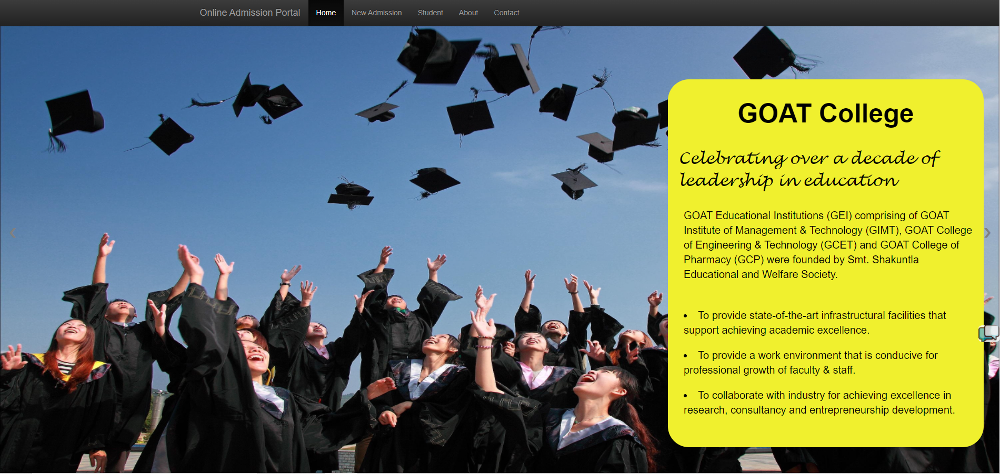 Online Admission Portal Home New Admission Student About Contact
GOAT College
Celebrating over a decade of
leadership in education
GOAT Educational Institutions (GEI) comprising of GOAT
Institute of Management & Technology (GIMT), GOAT College
of Engineering & Technology (GCET) and GOAT College of
Pharmacy (GCP) were founded by Smt. Shakuntla
Educational and Welfare Society.
• To provide state-of-the-art infrastructural facilities that
support achieving academic excellence.
• To provide a work environment that is conducive for
professional growth of faculty & staff.
• To collaborate with industry for achieving excellence in
research, consultancy and entrepreneurship development.